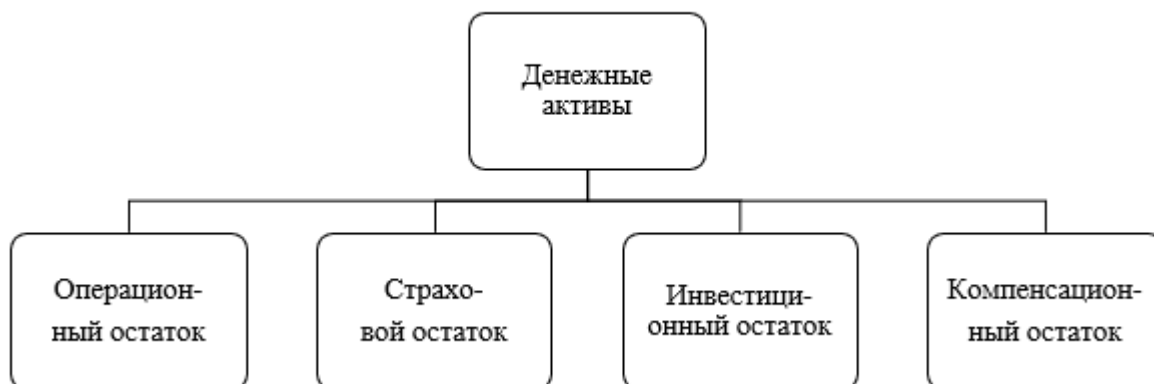 Денежные
активы
Операцион-
ный остаток
Страхо-
вой остаток
Инвестици-
онный остаток
Компенсацион-
ный остаток